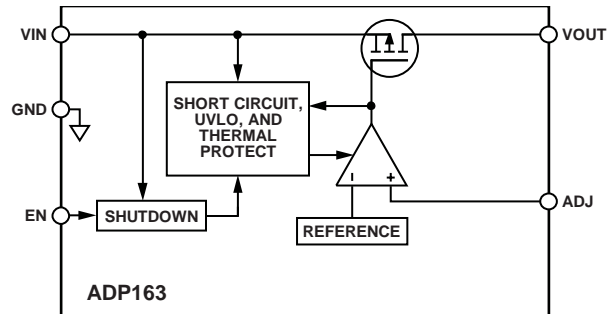 VIN
VOUT
GND
SHORT CIRCUIT,
UVLO, AND
THERMAL
PROTECT
EN
SHUTDOWN
REFERENCE
ADJ
ADP163
- +